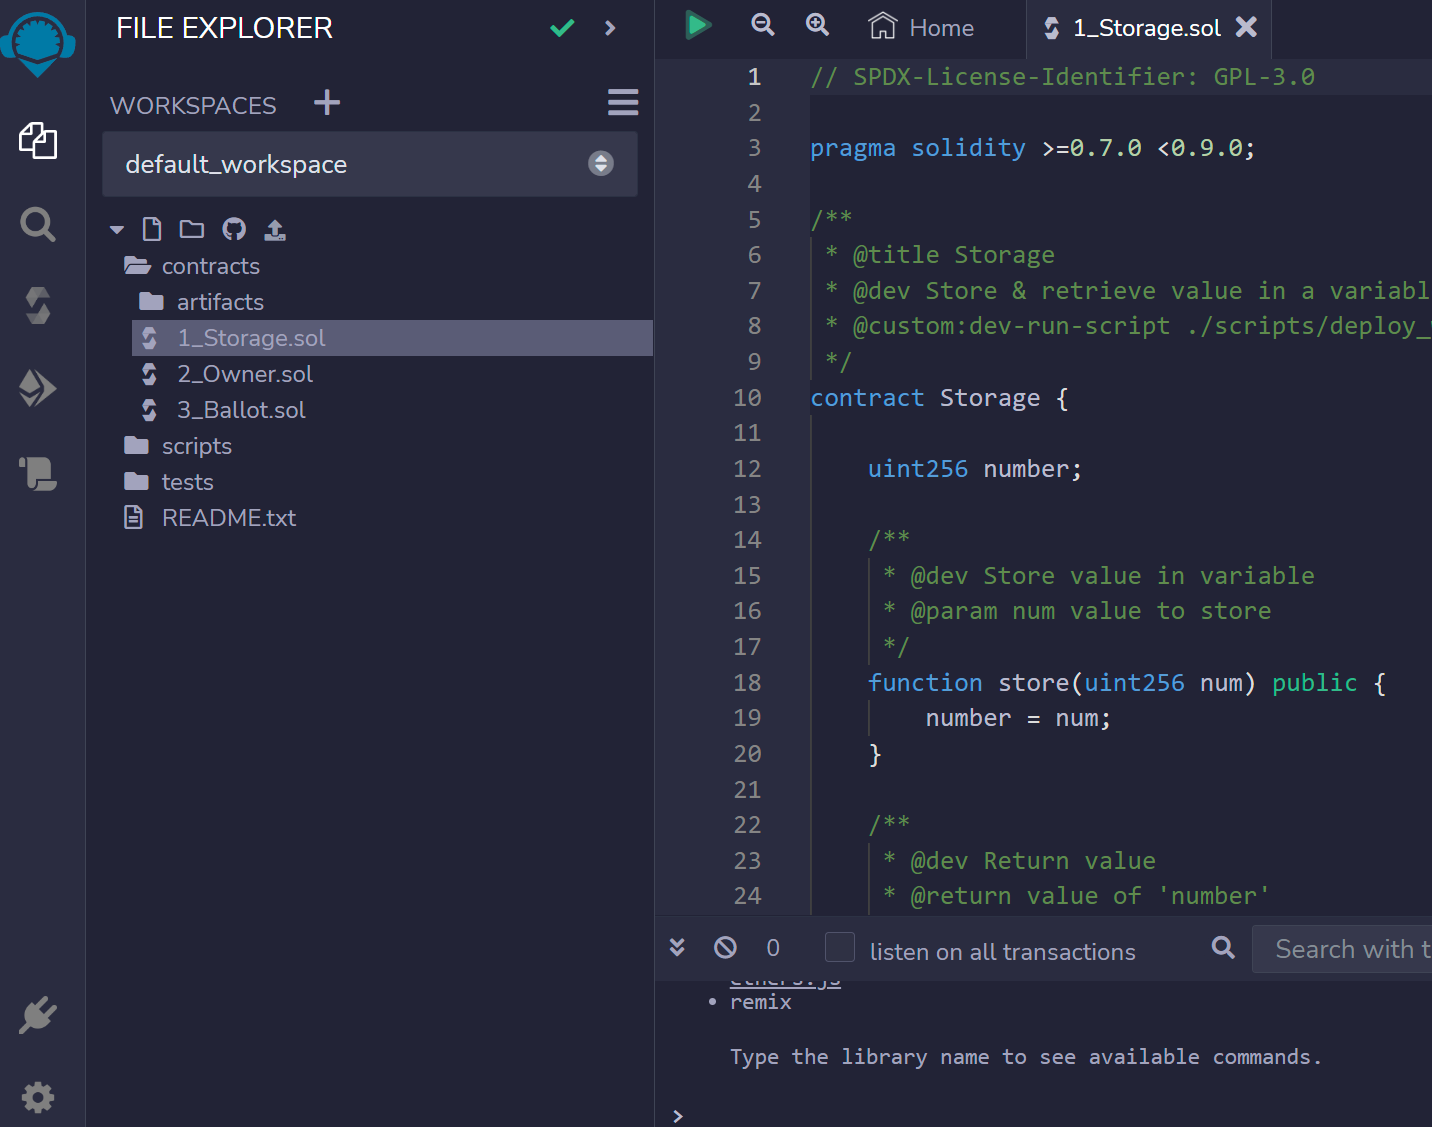 FILE EXPLORER
WORKSPACES
default_workspace
contracts
artifacts
1_Storage.sol
2_Owner.sol
3_Ballot.sol
scripts
tests
README.txt
Home
1_Storage.sol
1 // SPDX-License-Identifier: GPL-3.0
2
3 pragma solidity >=0.7.0 <0.9.0;
4
5 /**
6 * @title Storage
7 * @dev Store & retrieve value in a variabl
8 * @custom:dev-run-script ./scripts/deploy_
9 */
10 contract Storage {
11
12 uint256 number;
13
14 /**
15 * @dev Store value in variable
16 * @param num value to store
17 */
18 function store(uint256 num) public {
19 number = num;
20 }
21
22 /**
23 * @dev Return value
24 * @return value of 'number'
0
listen on all transactions
Search with t
ethers.js
• remix
Type the library name to see available commands.
>